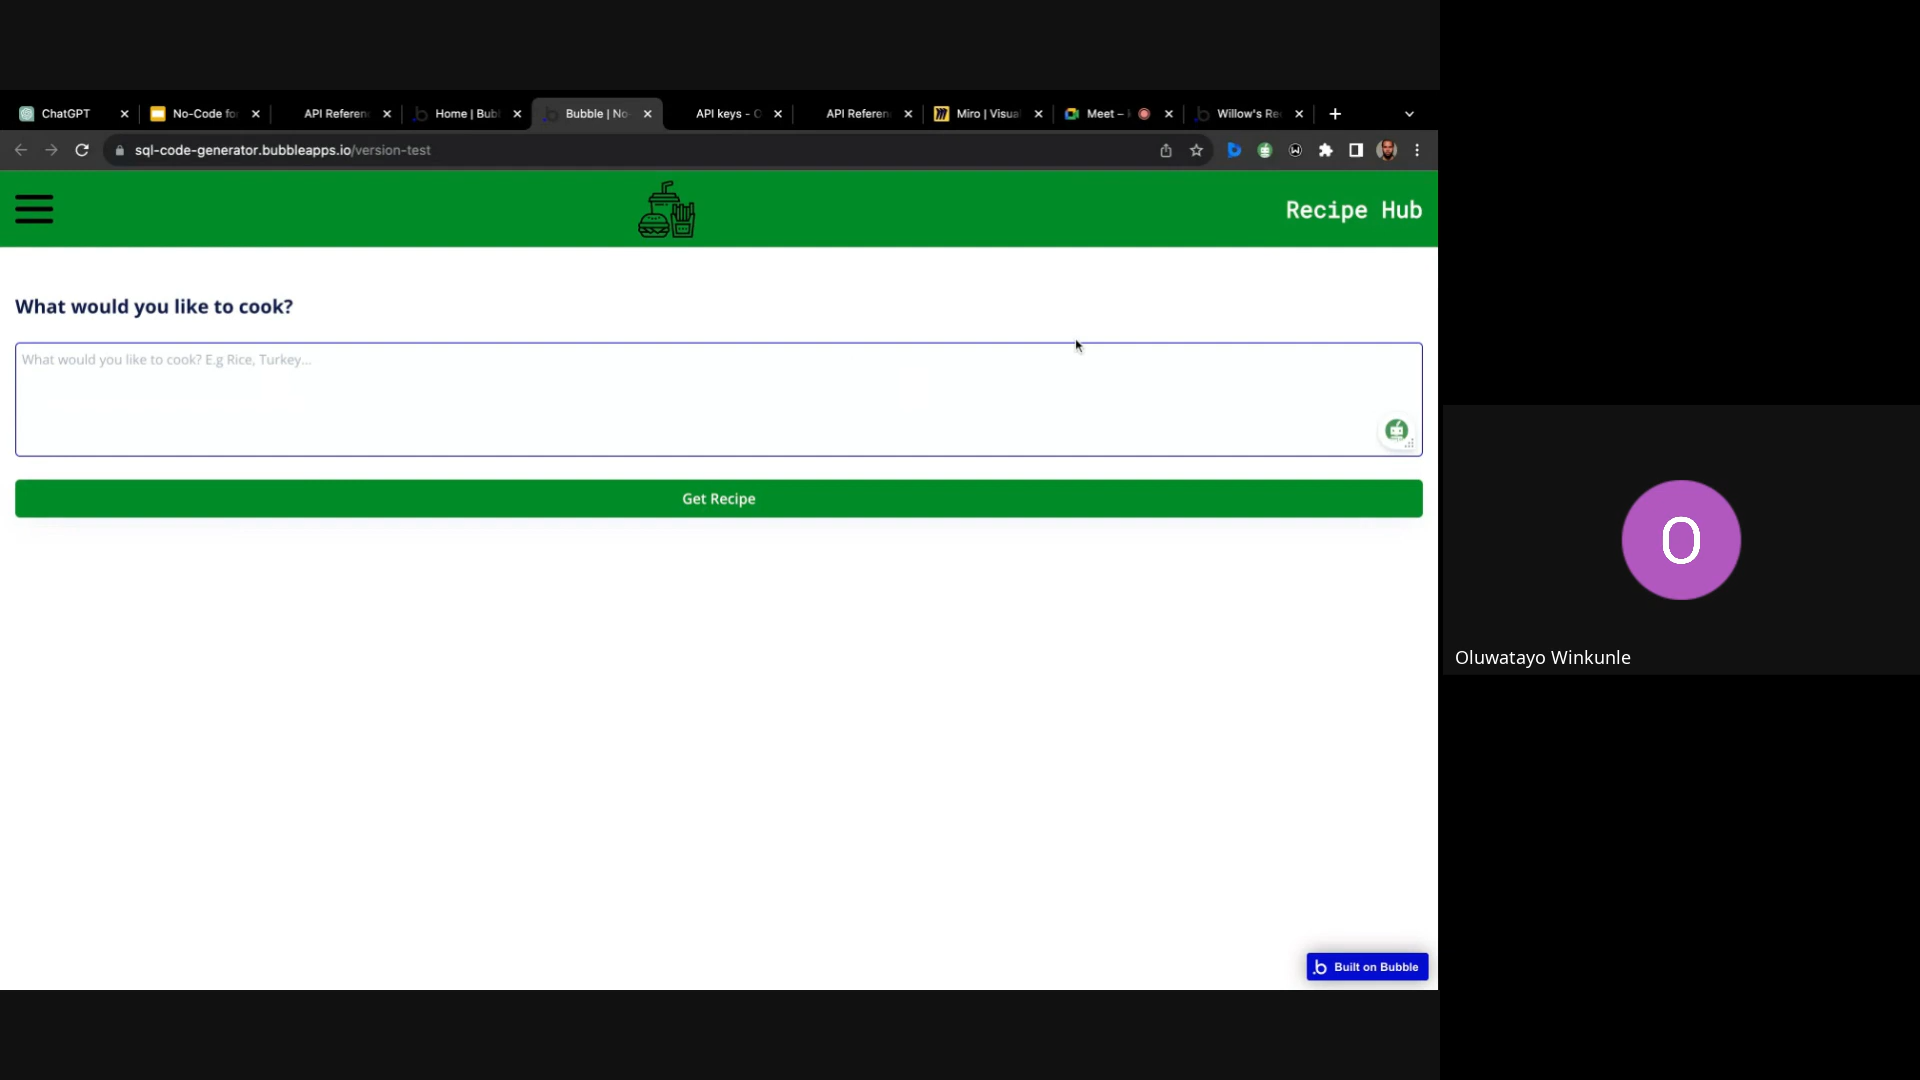 ChatGPT
No-Code fo
API Referen
Home | Bub
Bubble | No
API keys - O
API Referen
Miro | Visua
Meet –
Willow's Re
sql-code-generator.bubbleapps.io/version-test
Recipe Hub
What would you like to cook?
What would you like to cook? E.g Rice, Turkey...
Get Recipe
Built on Bubble
O
Oluwatayo Winkunle